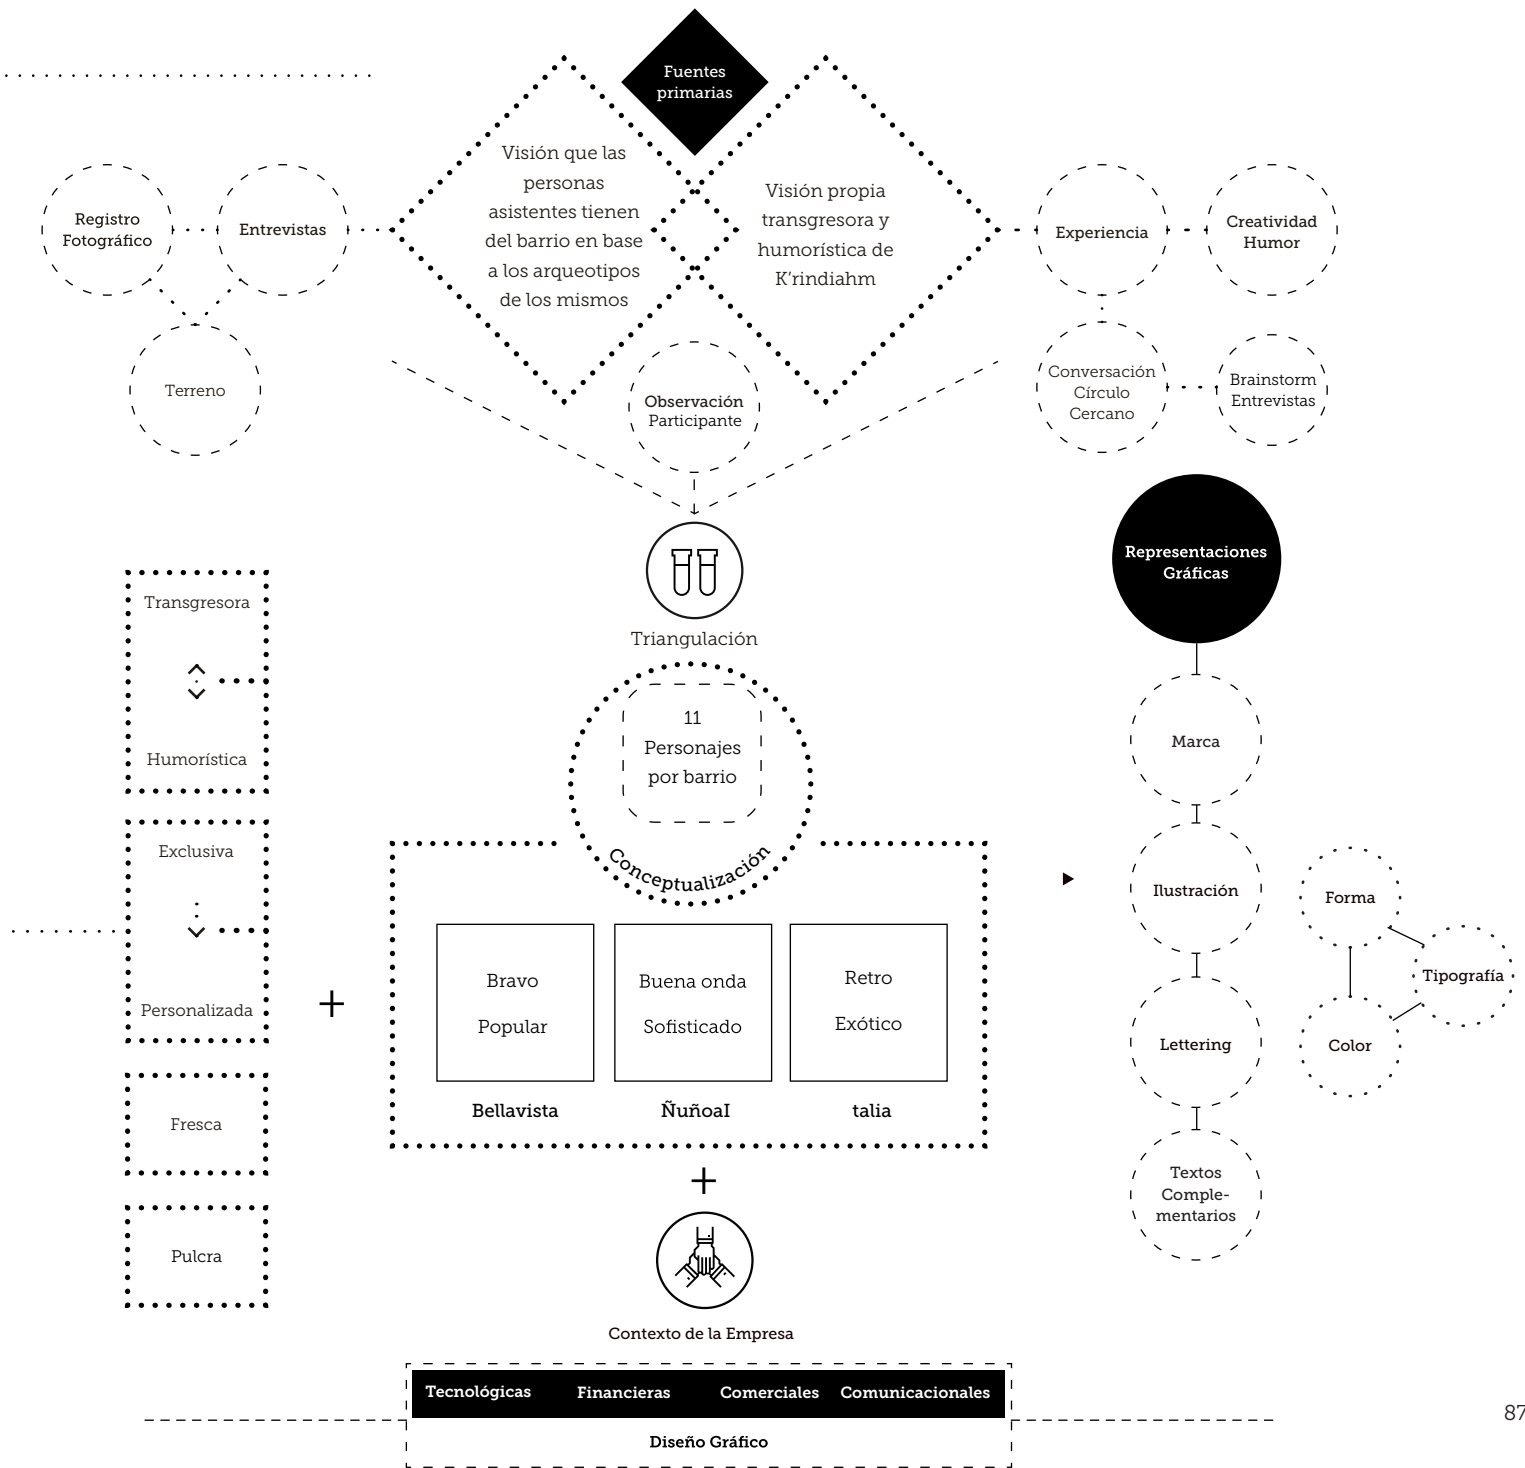 Fuentes
primarias
Visión que las
personas
asistentes tienen
del barrio en base
a los arqueotipos
de los mismos
Visión propia
transgresora y
humorística de
K'rindiahm
Registro
Fotográfico
Entrevistas
Terreno
Experiencia
Creatividad
Humor
Conversación
Círculo
Cercano
Brainstorm
Entrevistas
Observación
Participante
Triangulación
11
Personajes
por barrio
Conceptualización
Transgresora
Humorística
Exclusiva
Personalizada
Fresca
Pulcra
+
Bravo
Popular
Bellavista
Buena onda
Sofisticado
ÑuñoaI
Retro
Exótico
talia
+
Contexto de la Empresa
Tecnológicas Financieras Comerciales Comunicacionales
Diseño Gráfico
Representaciones
Gráficas
Marca
Ilustración
Lettering
Textos
Comple-
mentarios
Forma
Tipografía
Color
87